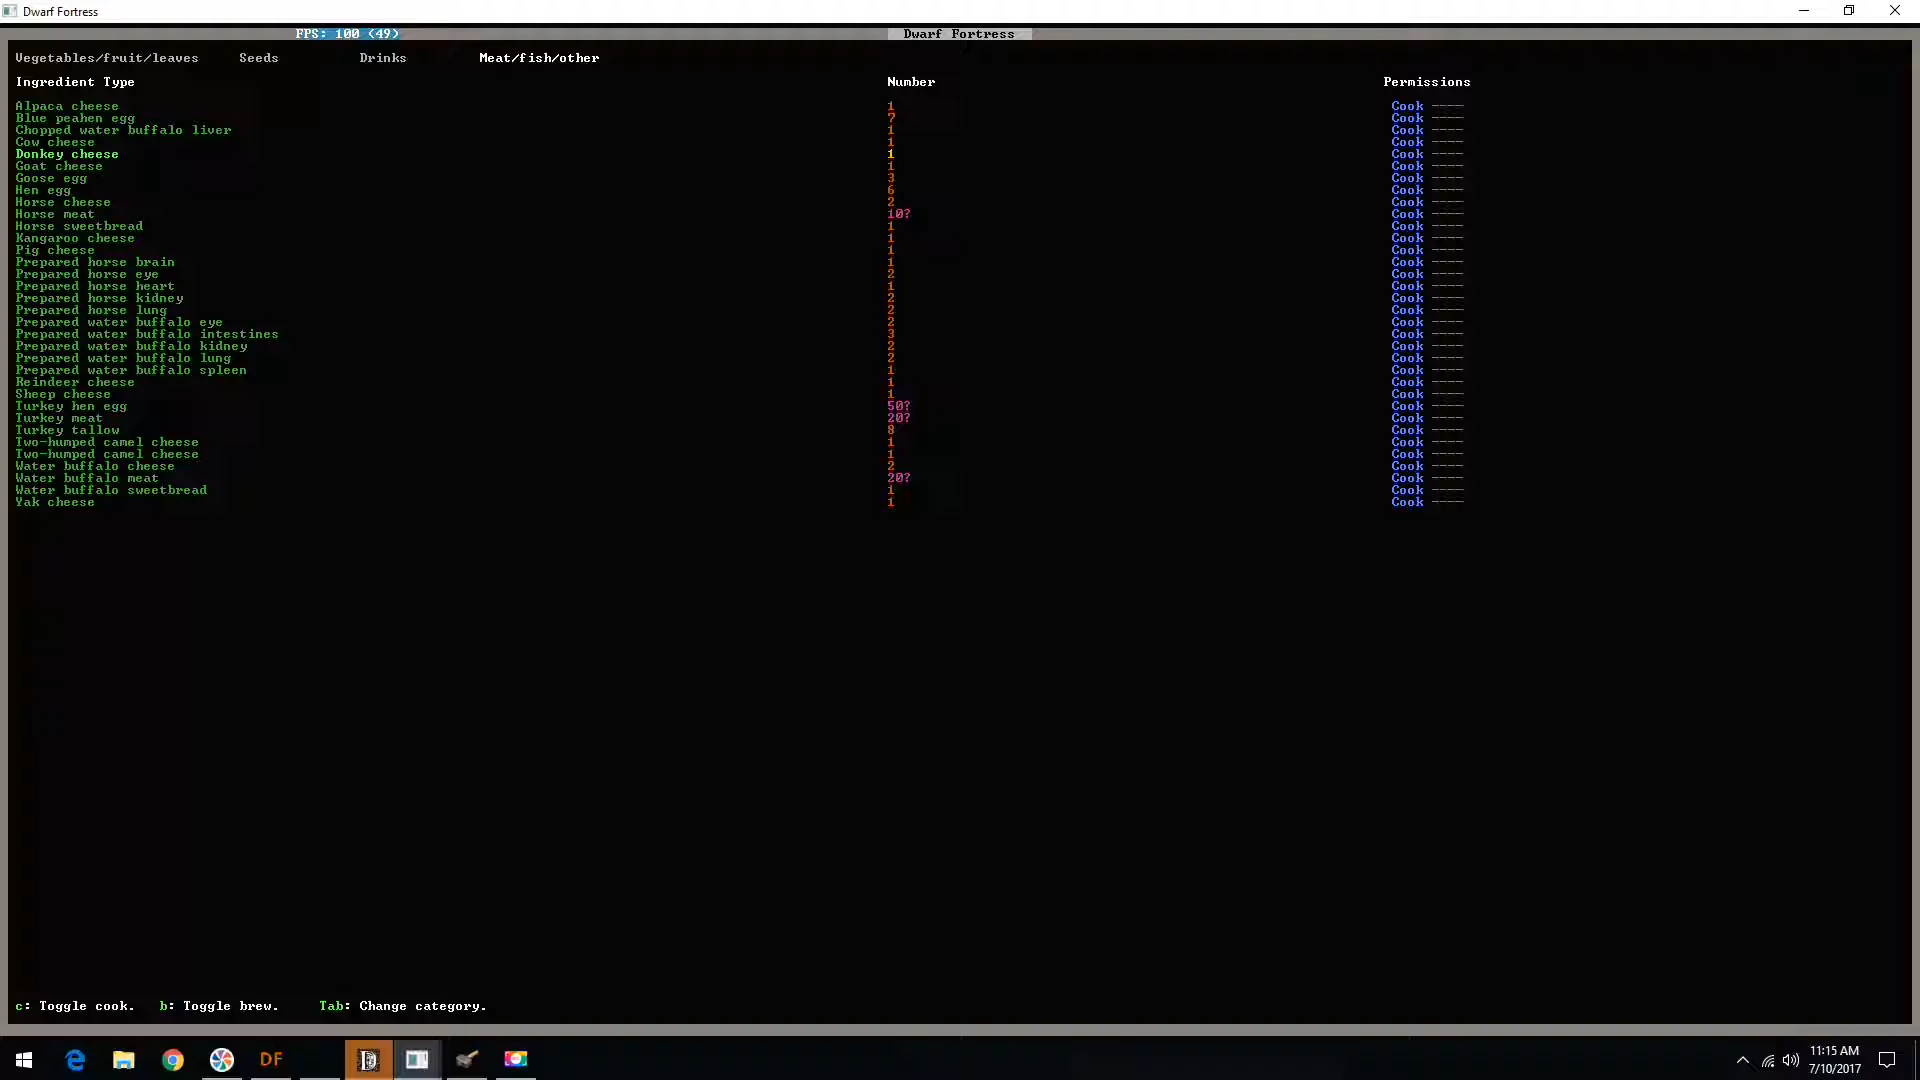 Dwarf Fortress
FPS: 100 (49) Dwarf Fortress
Vegetables/fruit/leaves Seeds Drinks Meat/fish/other
Ingredient Type Number Permissions
Alpaca cheese 1 Cook ----
Blue peahen egg 7 Cook ----
Chopped water buffalo liver 1 Cook ----
Cow cheese 1 Cook ----
Donkey cheese 1 Cook ----
Goat cheese 1 Cook ----
Goose egg 3 Cook ----
Hen egg 6 Cook ----
Horse cheese 2 Cook ----
Horse meat 10? Cook ----
Horse sweetbread 1 Cook ----
Kangaroo cheese 1 Cook ----
Pig cheese 1 Cook ----
Prepared horse brain 1 Cook ----
Prepared horse eye 2 Cook ----
Prepared horse heart 1 Cook ----
Prepared horse kidney 2 Cook ----
Prepared horse lung 2 Cook ----
Prepared water buffalo eye 2 Cook ----
Prepared water buffalo intestines 3 Cook ----
Prepared water buffalo kidney 2 Cook ----
Prepared water buffalo lung 2 Cook ----
Prepared water buffalo spleen 1 Cook ----
Reindeer cheese 1 Cook ----
Sheep cheese 1 Cook ----
Turkey hen egg 50? Cook ----
Turkey meat 20? Cook ----
Turkey tallow 8 Cook ----
Two-humped camel cheese 1 Cook ----
Two-humped camel cheese 1 Cook ----
Water buffalo cheese 2 Cook ----
Water buffalo meat 20? Cook ----
Water buffalo sweetbread 1 Cook ----
Yak cheese 1 Cook ----
c: Toggle cook. b: Toggle brew. Tab: Change category.
DF
11:15 AM
7/10/2017